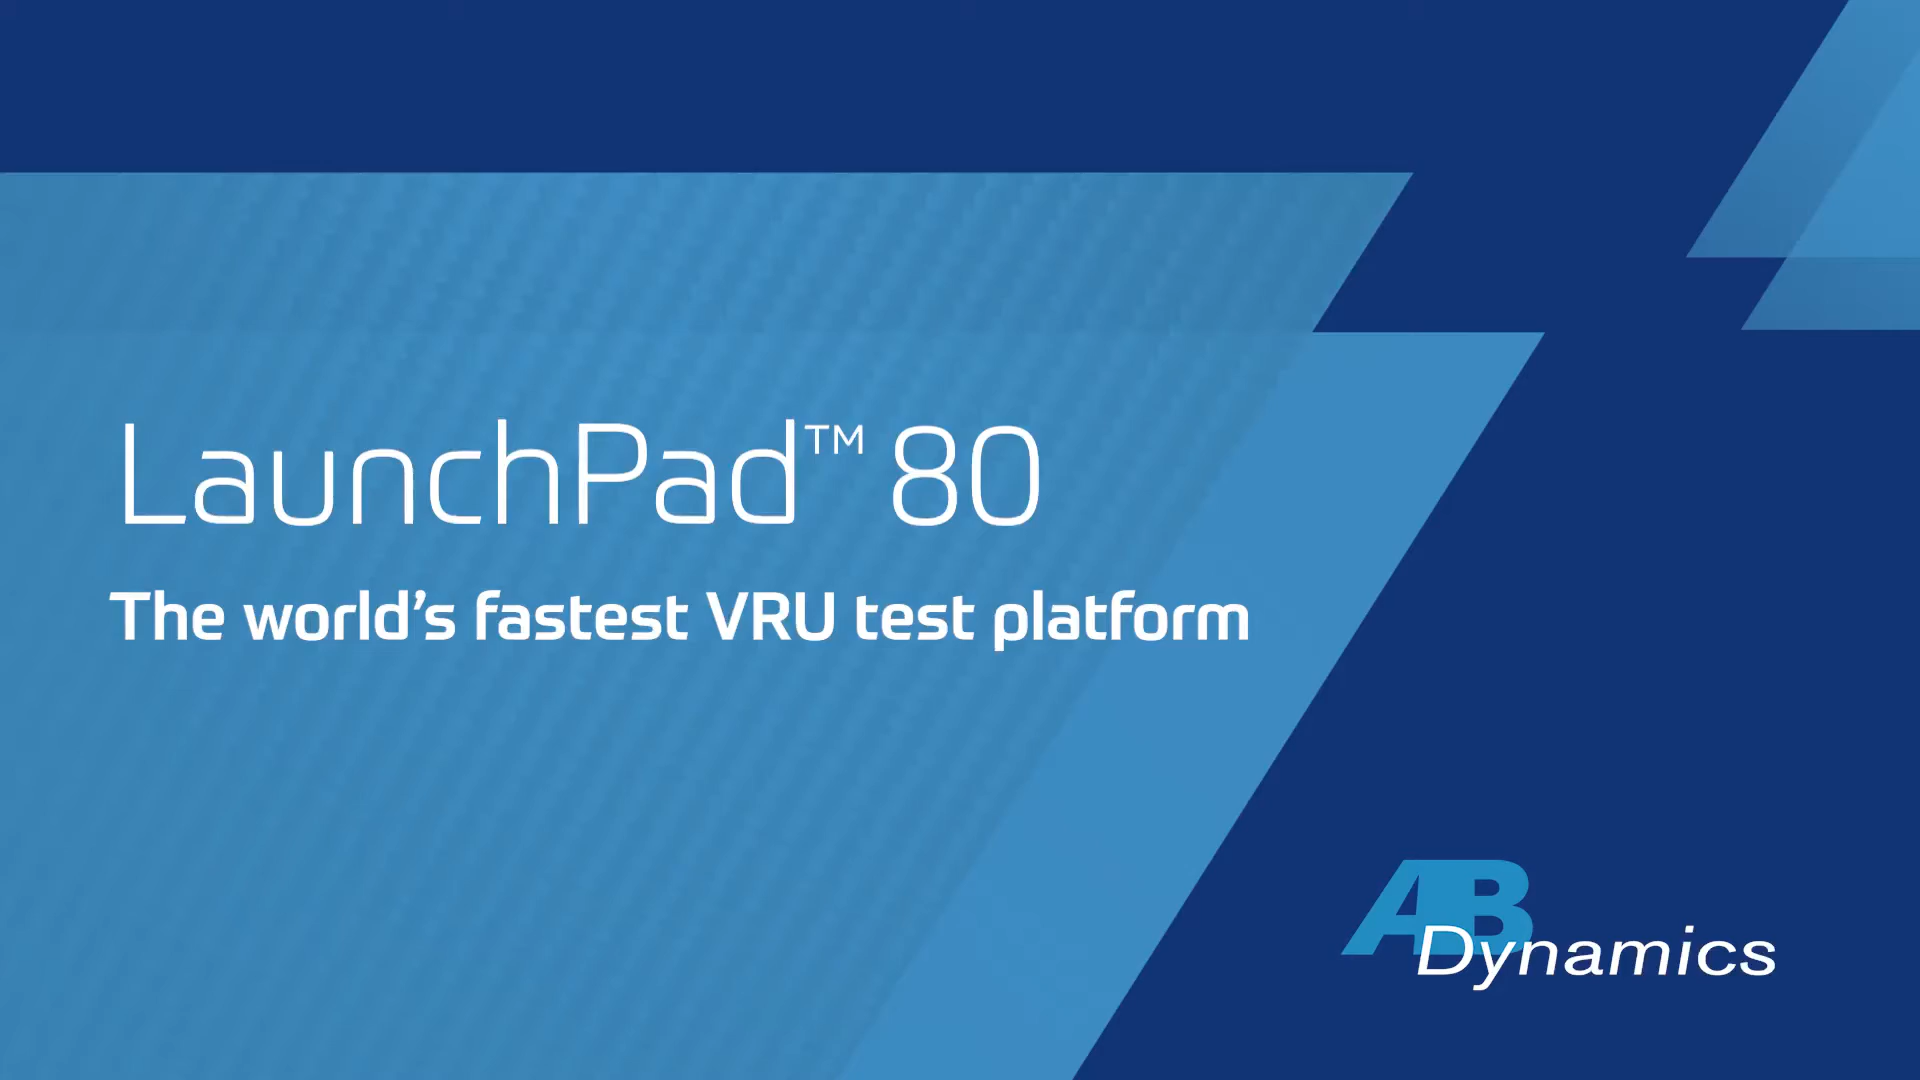 LaunchPad™ 80
The world’s fastest VRU test platform
AB
Dynamics